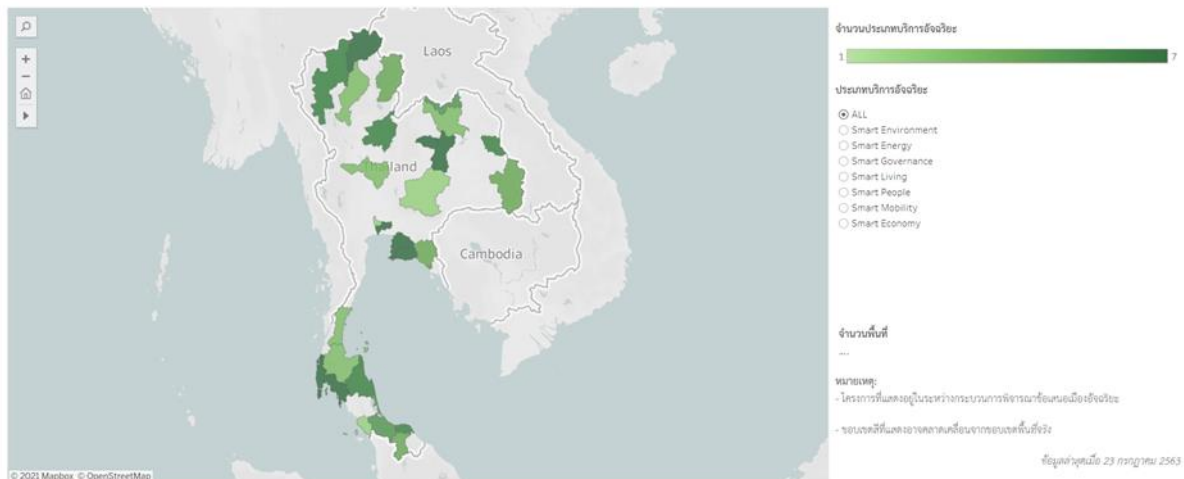 Laos
Thailand
Cambodia
© 2021 Mapbox © OpenStreetMap
จำนวนประเภทบริการอัจฉริยะ
1 7
ประเภทบริการอัจฉริยะ
ALL
Smart Environment
Smart Energy
Smart Governance
Smart Living
Smart People
Smart Mobility
Smart Economy
จำนวนพื้นที่
หมายเหตุ:
- โครงการที่แสดงอยู่ในระหว่างกระบวนการพิจารณาข้อเสนอเมืองอัจฉริยะ
- ขอบเขตสีที่แสดงอาจคลาดเคลื่อนจากขอบเขตพื้นที่จริง
ข้อมูลล่าสุดเมื่อ 23 กรกฎาคม 2563